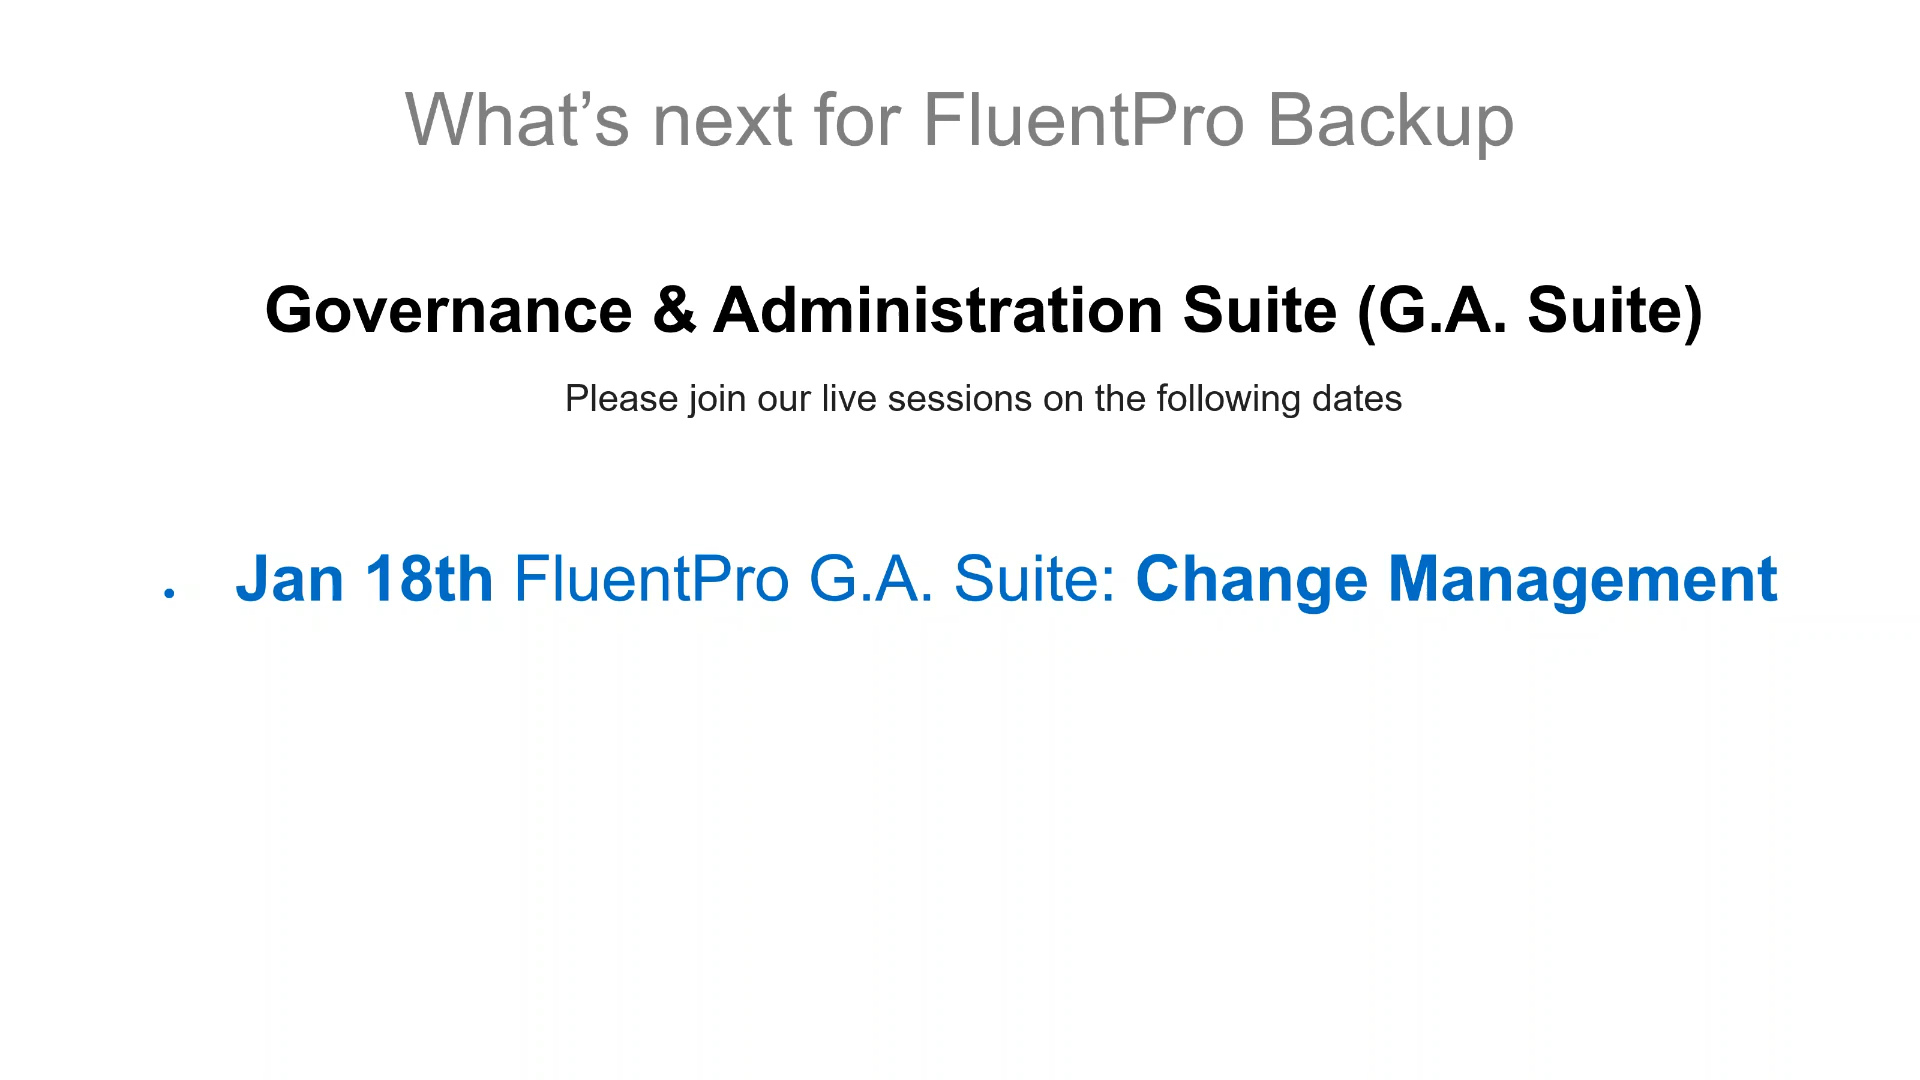 What’s next for FluentPro Backup
Governance & Administration Suite (G.A. Suite)
Please join our live sessions on the following dates
• Jan 18th FluentPro G.A. Suite: Change Management